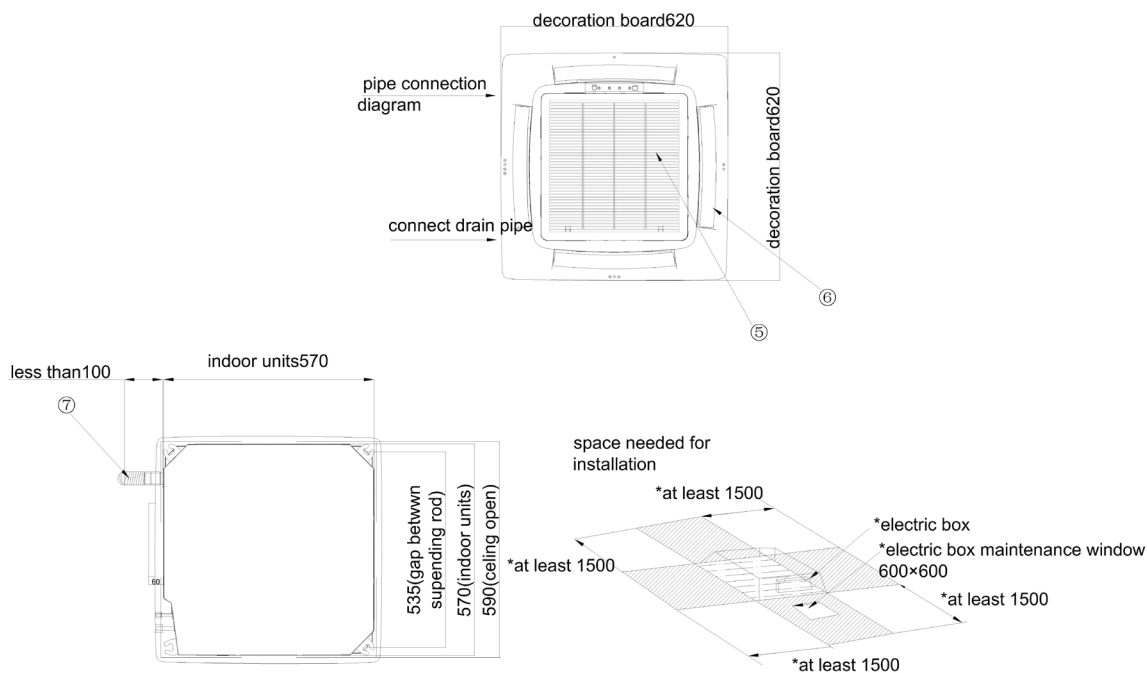 decoration board620
pipe connection
diagram
decoration board620
connect drain pipe
⑥
⑤
indoor units570
less than100
⑦
60
535(gap betwwn
supending rod)
570(indoor units)
590(celing open)
space needed for
installation
*at least 1500
*electric box
*electric box maintenance window
600×600
*at least 1500
*at least 1500
*at least 1500